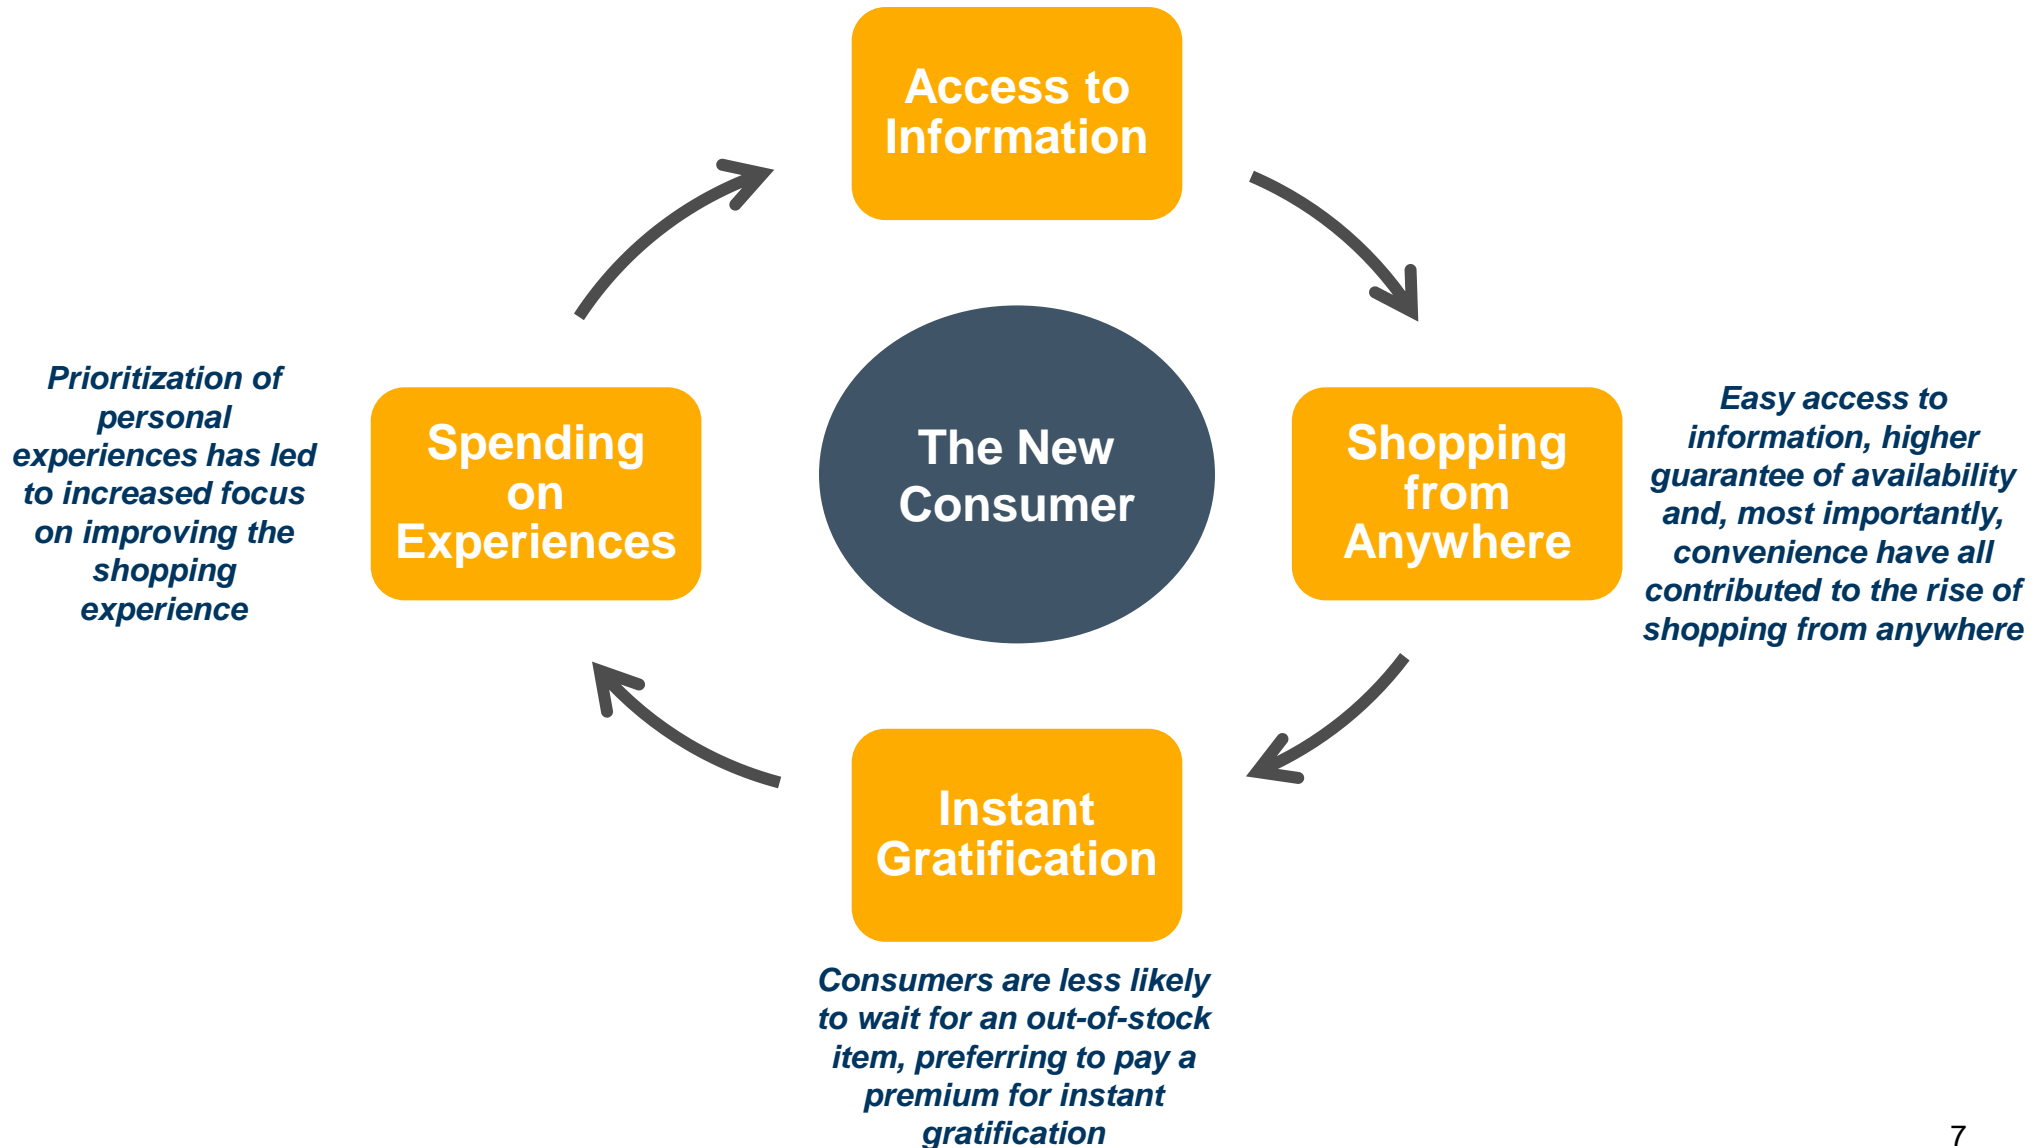 Access to
Information
Prioritization of
personal
experiences has led
to increased focus
on improving the
shopping
experience
Spending
on
Experiences
The New
Consumer
Shopping
from
Anywhere
Easy access to
information, higher
guarantee of availability
and, most importantly,
convenience have all
contributed to the rise of
shopping from anywhere
Instant
Gratification
Consumers are less likely
to wait for an out-of-stock
item, preferring to pay a
premium for instant
gratification
7